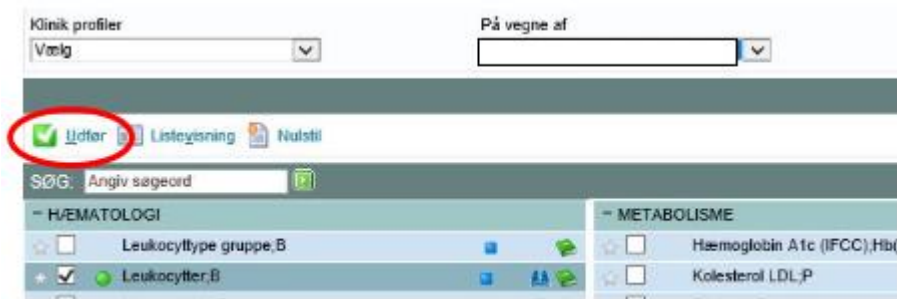 Klinik profiler På vegne af
Vælg
Udfør Listevisning Nulstil
SØG: Angiv søgeord
- HÆMATOLOGI - METABOLISME
Leukocyttype gruppe;B Hæmoglobin A1c (IFCC);Hb(
Leukocytter;B Kolesterol LDL;P